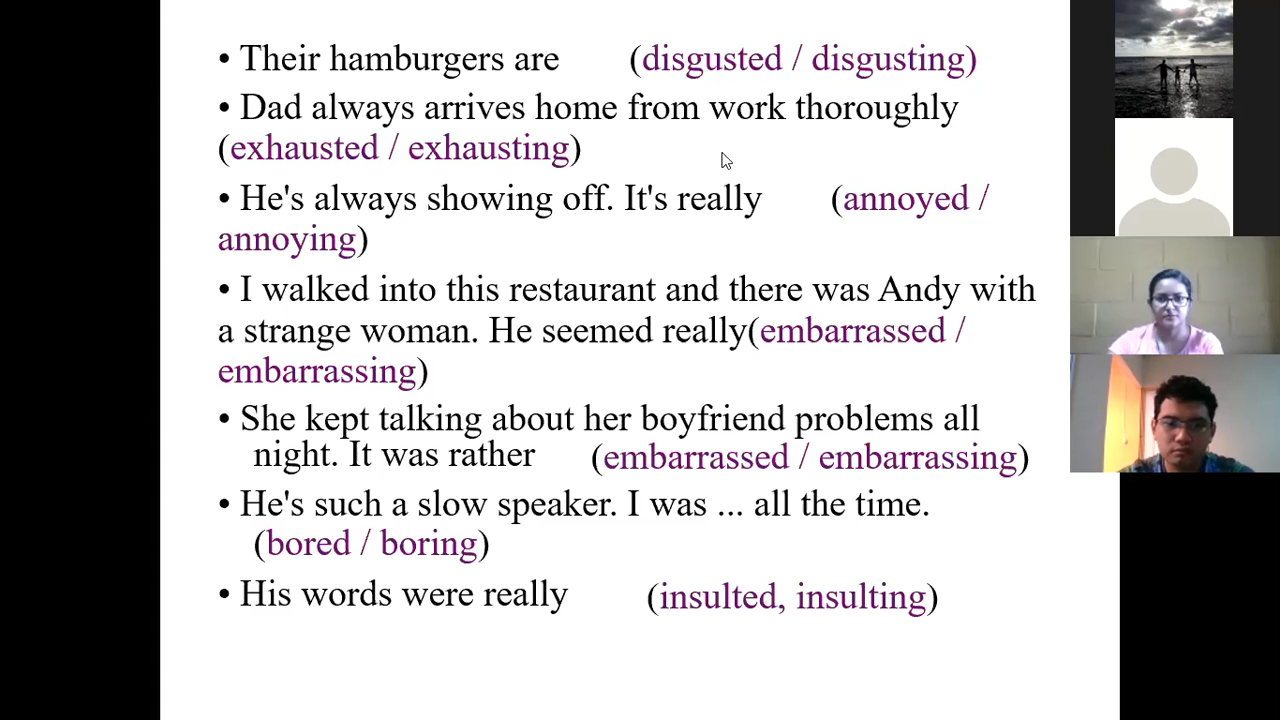 • Their hamburgers are (disgusted / disgusting)
• Dad always arrives home from work thoroughly
(exhausted / exhausting)
• He's always showing off. It's really (annoyed /
annoying)
• I walked into this restaurant and there was Andy with
a strange woman. He seemed really(embarrassed /
embarrassing)
• She kept talking about her boyfriend problems all
night. It was rather (embarrassed / embarrassing)
• He's such a slow speaker. I was ... all the time.
(bored / boring)
• His words were really (insulted, insulting)